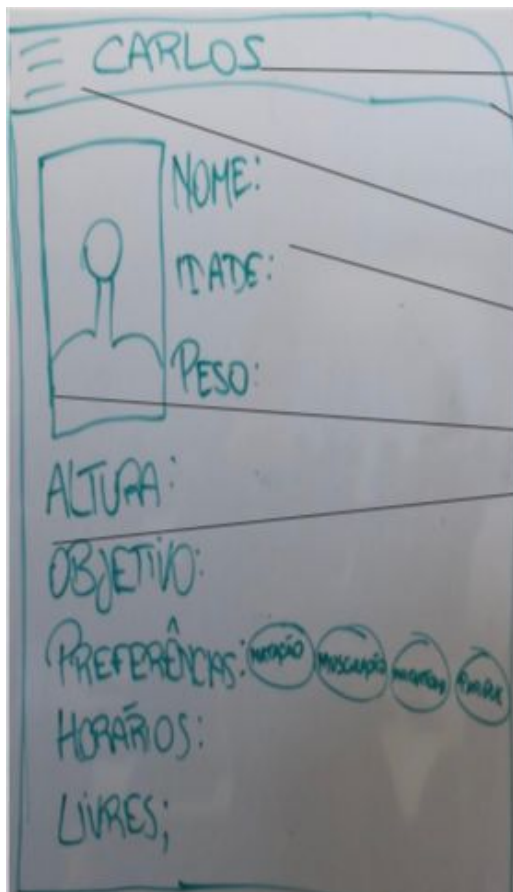 CARLOS
NOME:
IDADE:
PESO:
ALTURA:
OBJETIVO:
PREFERÊNCIAS: NATAÇÃO MUSCULAÇÃO
HORÁRIOS:
LIVRES;